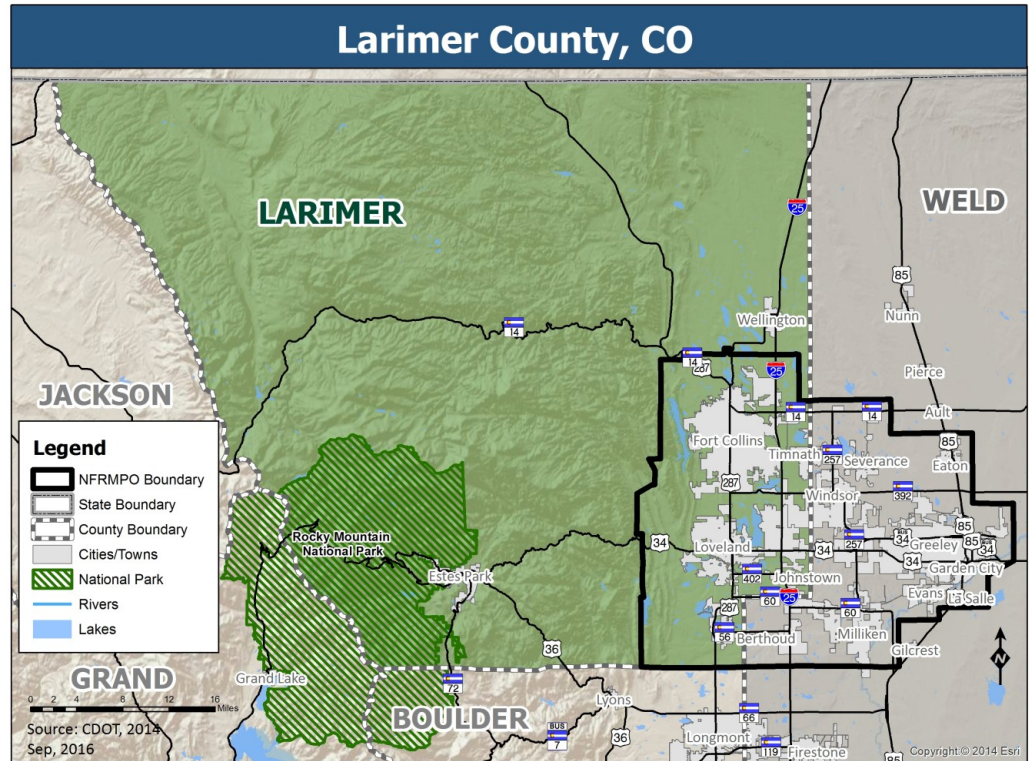 Larimer County, CO
LARIMER
WELD
25
85
14
Wellington
Nunn
14
287
25
Pierce
JACKSON
14
14
Ault
Legend
NFRMPO Boundary
State Boundary
County Boundary
Cities/Towns
National Park
Rivers
Lakes
Fort Collins
Timnath
257
Severance
85
Eaton
287
Windsor
392
Rocky Mountain
National Park
34
Loveland
34
257
BUS
34
Greeley
85
85
BUS
34
34
Garden City
Estes Park
402
Johnstown
Evans
La Salle
287
60
25
60
56
Berthoud
Milliken
Gilcrest
36
GRAND
Grand Lake
72
Lyons
BOULDER
66
BUS
7
36
Longmont
119
Firestone
85
0 2 4 8 12 16
Miles
Source: CDOT, 2014
Sep, 2016
N
Copyright © 2014 Esri